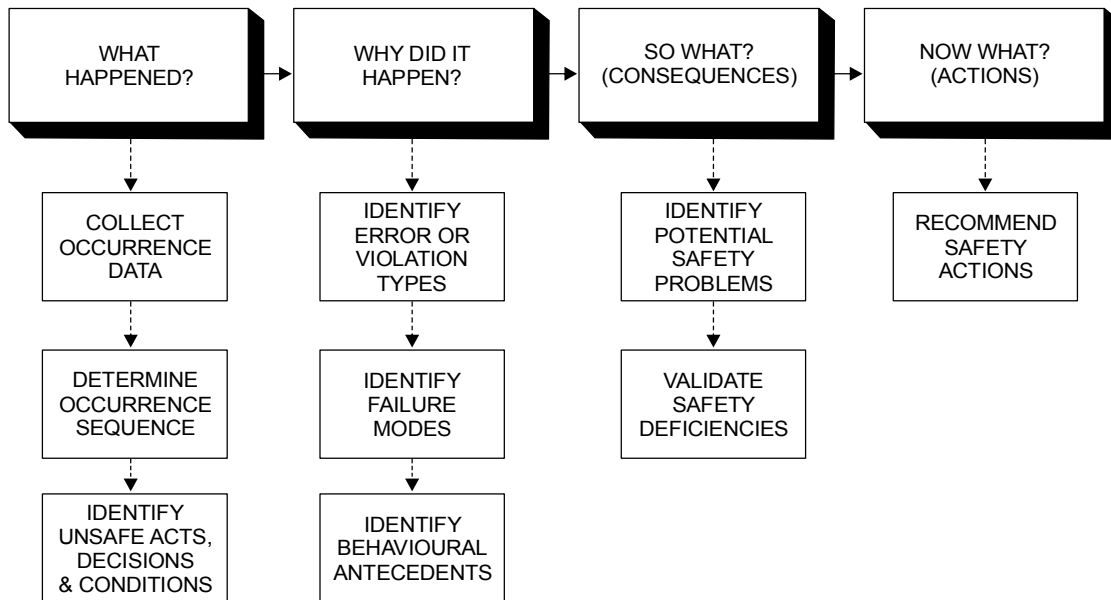 WHAT
HAPPENED?
WHY DID IT
HAPPEN?
SO WHAT?
(CONSEQUENCES)
NOW WHAT?
(ACTIONS)
COLLECT
OCCURRENCE
DATA
DETERMINE
OCCURRENCE
SEQUENCE
IDENTIFY
UNSAFE ACTS,
DECISIONS
& CONDITIONS
IDENTIFY
ERROR OR
VIOLATION
TYPES
IDENTIFY
FAILURE
MODES
IDENTIFY
BEHAVIOURAL
ANTECEDENTS
IDENTIFY
POTENTIAL
SAFETY
PROBLEMS
VALIDATE
SAFETY
DEFICIENCIES
RECOMMEND
SAFETY
ACTIONS